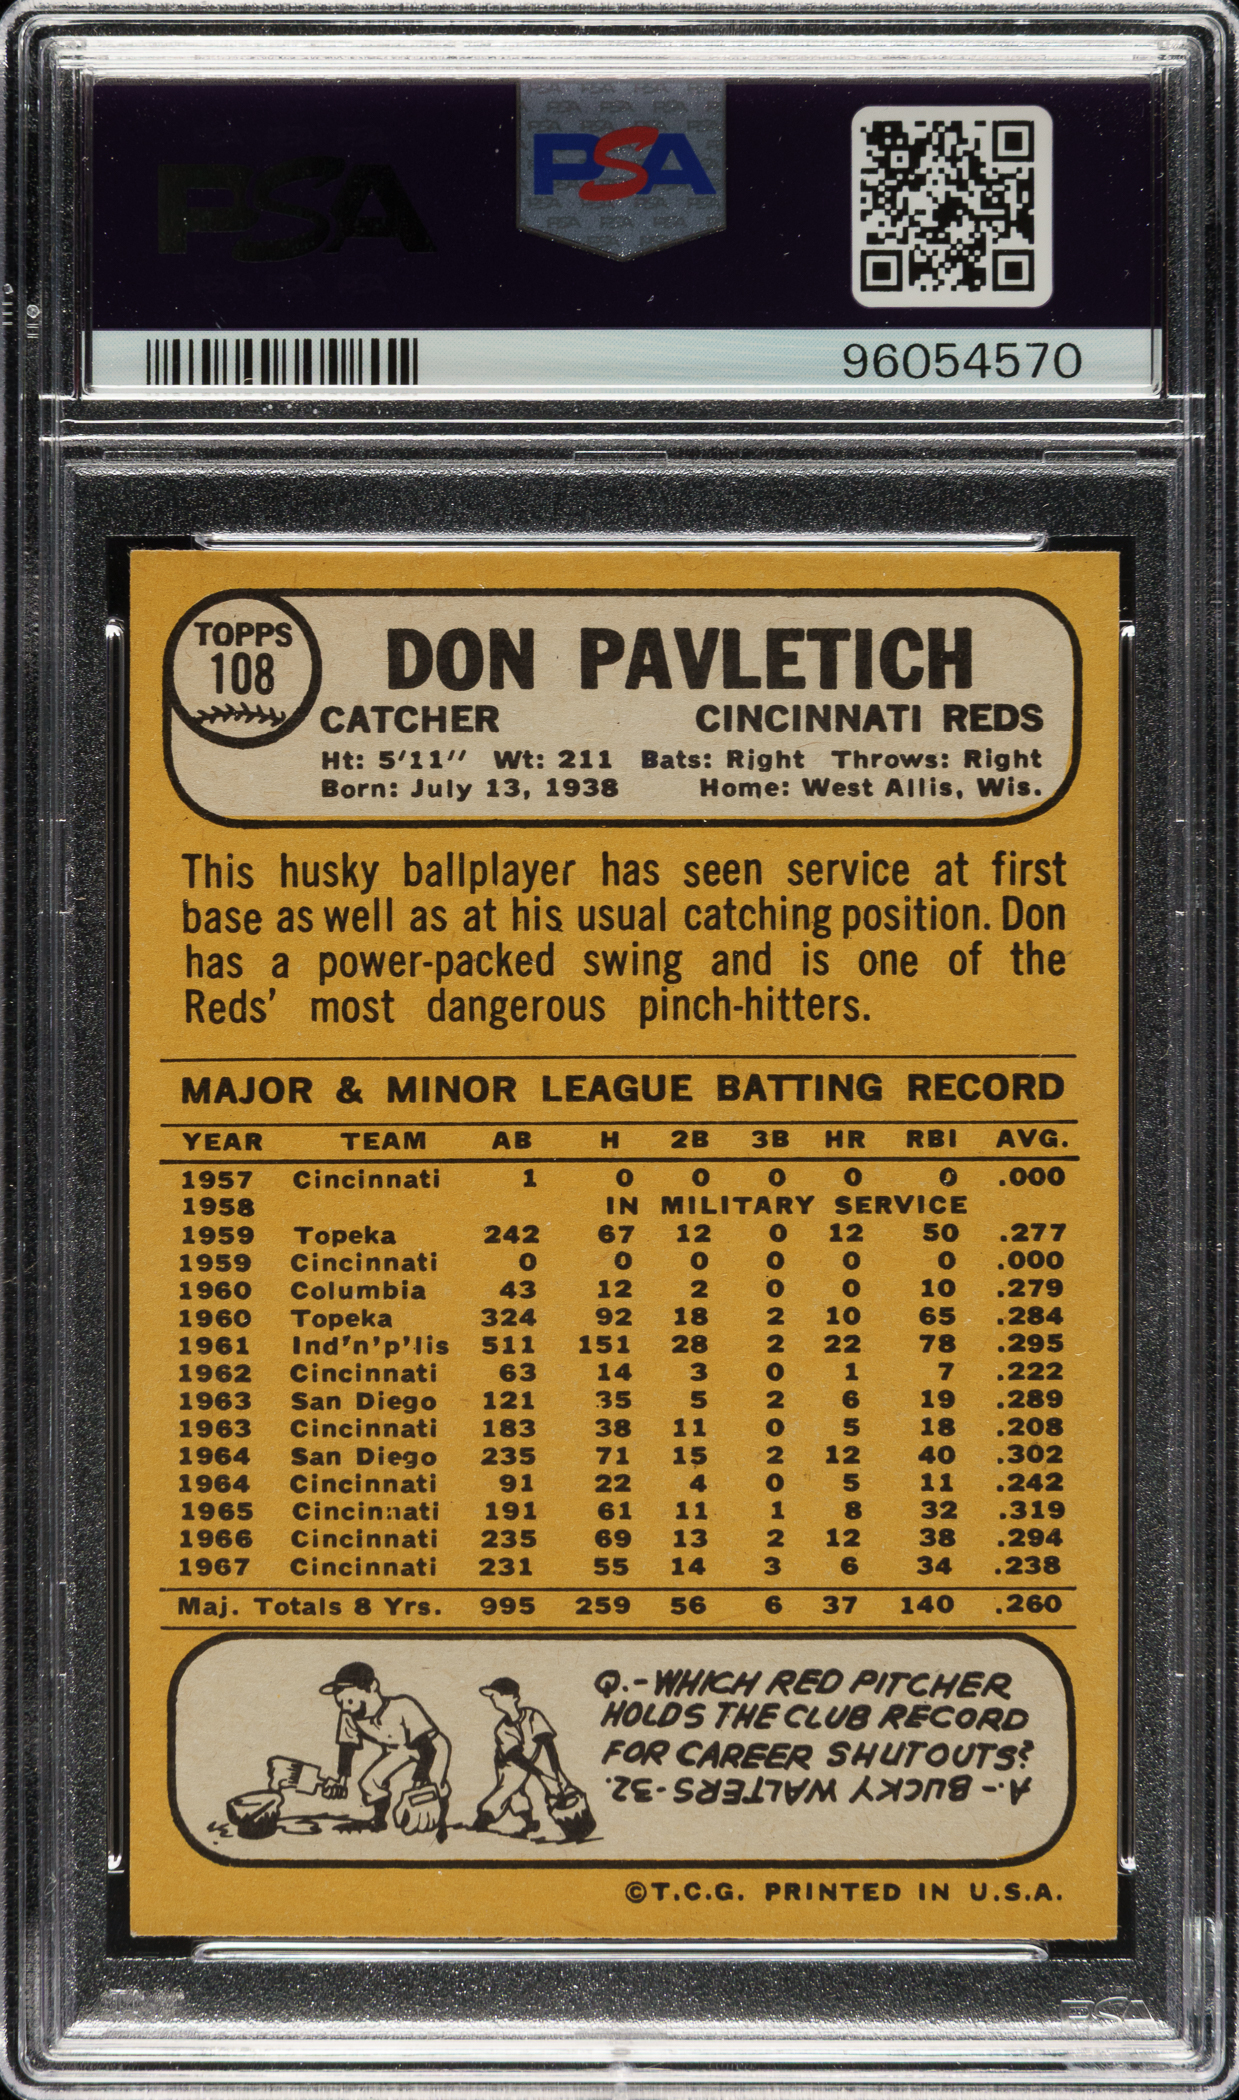 PSA
PSA
96054570
TOPPS
108
DON PAVLETICH
CATCHER CINCINNATI REDS
Ht: 5'11" Wt: 211 Bats: Right Throws: Right
Born: July 13, 1938 Home: West Allis, Wis.
This husky ballplayer has seen service at first
base as well as at his usual catching position. Don
has a power-packed swing and is one of the
Reds' most dangerous pinch-hitters.
MAJOR & MINOR LEAGUE BATTING RECORD
YEAR TEAM AB H 2B 3B HR RBI AVG.
1957 Cincinnati 1 0 0 0 0 0 .000
1958 IN MILITARY SERVICE
1959 Topeka 242 67 12 0 12 50 .277
1959 Cincinnati 0 0 0 0 0 0 .000
1960 Columbia 43 12 2 0 0 10 .279
1960 Topeka 324 92 18 2 10 65 .284
1961 Ind'n'p'lis 511 151 28 2 22 78 .295
1962 Cincinnati 63 14 3 0 1 7 .222
1963 San Diego 121 35 5 2 6 19 .289
1963 Cincinnati 183 38 11 0 5 18 .208
1964 San Diego 235 71 15 2 12 40 .302
1964 Cincinnati 91 22 4 0 5 11 .242
1965 Cincinnati 191 61 11 1 8 32 .319
1966 Cincinnati 235 69 13 2 12 38 .294
1967 Cincinnati 231 55 14 3 6 34 .238
Maj. Totals 8 Yrs. 995 259 56 6 37 140 .260
Q.-WHICH RED PITCHER
HOLDS THE CLUB RECORD
FOR CAREER SHUTOUTS?
A.-BUCKY WALTERS-32.
©T.C.G. PRINTED IN U.S.A.
PSA